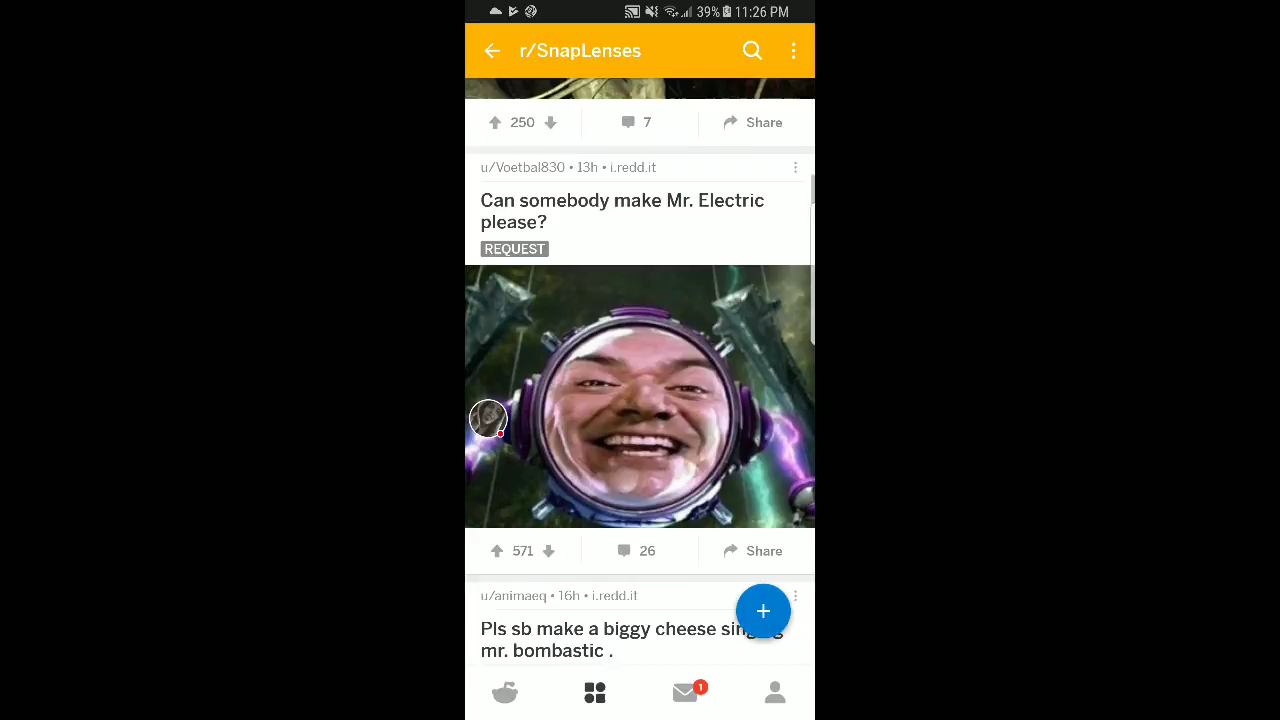 39% 11:26 PM
r/SnapLenses
250 7 Share
u/Voetbal830 • 13h • i.redd.it
Can somebody make Mr. Electric
please?
REQUEST
571 26 Share
u/animaeq • 16h • i.redd.it
Pls sb make a biggy cheese singing
mr. bombastic .
1